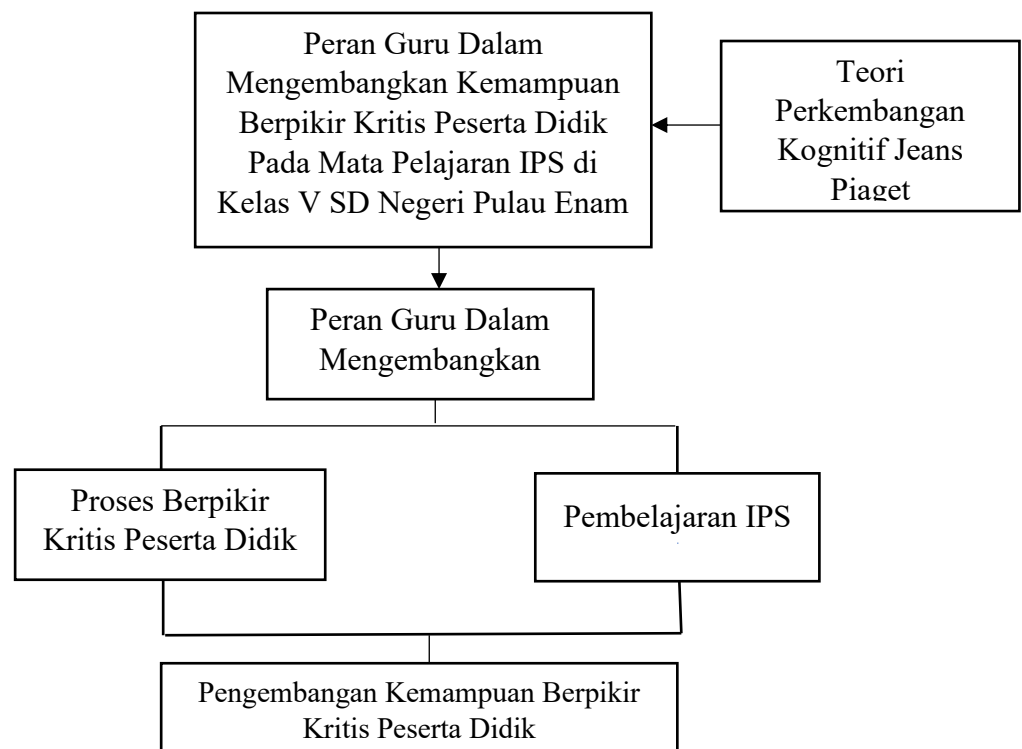 Peran Guru Dalam
Mengembangkan Kemampuan
Berpikir Kritis Peserta Didik
Pada Mata Pelajaran IPS di
Kelas V SD Negeri Pulau Enam
Teori
Perkembangan
Kognitif Jeans
Piaget
Peran Guru Dalam
Mengembangkan
Proses Berpikir
Kritis Peserta Didik
Pembelajaran IPS
Pengembangan Kemampuan Berpikir
Kritis Peserta Didik